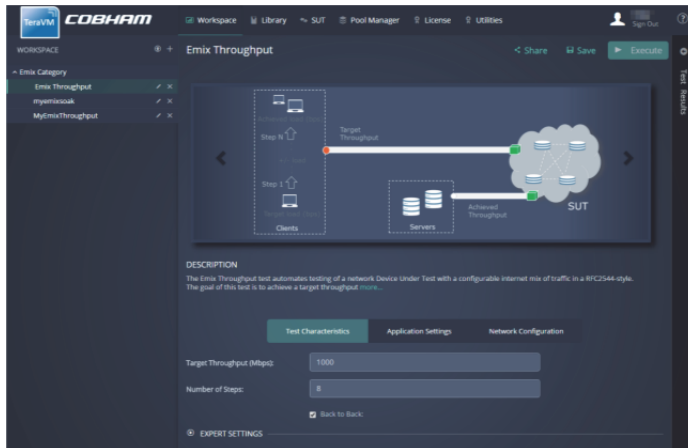 TeraVM
COBHAM
Workspace
Library
SUT
Pool Manager
License
Utilities
Sign Out
WORKSPACE
Emix Category
Emix Throughput
myemixsoak
MyEmixThroughput
Emix Throughput
Share
Save
Execute
Test Results
Step N
Target
Throughput
Step 1
Clients
Servers
Achieved
Throughput
SUT
DESCRIPTION
The Emix Throughput test automates testing of a network Device Under Test with a configurable internet mix of traffic in a RFC2544-style.
The goal of this test is to achieve a target throughput more...
Test Characteristics
Application Settings
Network Configuration
Target Throughput (Mbps):
1000
Number of Steps:
8
Back to Back:
EXPERT SETTINGS